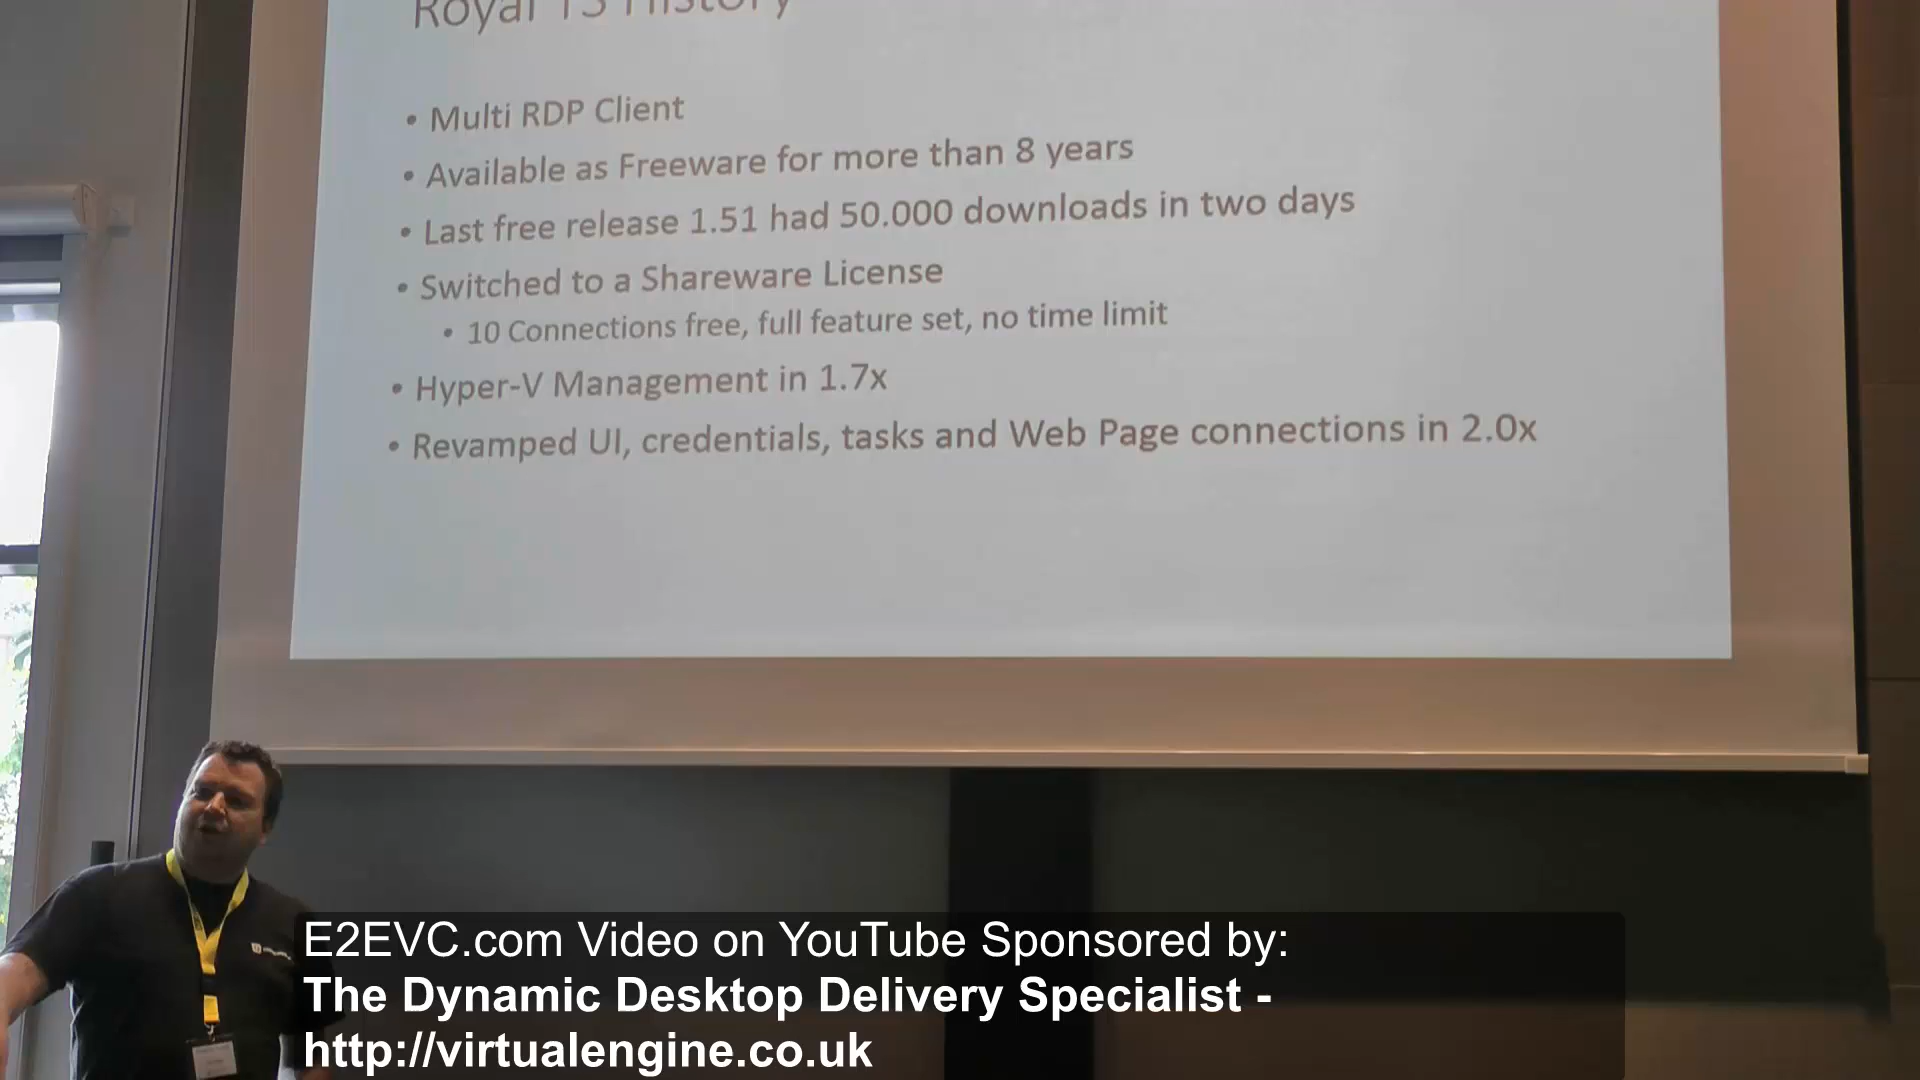 Royal TS History
• Multi RDP Client
• Available as Freeware for more than 8 years
• Last free release 1.51 had 50.000 downloads in two days
• Switched to a Shareware License
• 10 Connections free, full feature set, no time limit
• Hyper-V Management in 1.7x
• Revamped UI, credentials, tasks and Web Page connections in 2.0x
E2EVC.com Video on YouTube Sponsored by:
The Dynamic Desktop Delivery Specialist -
http://virtualengine.co.uk